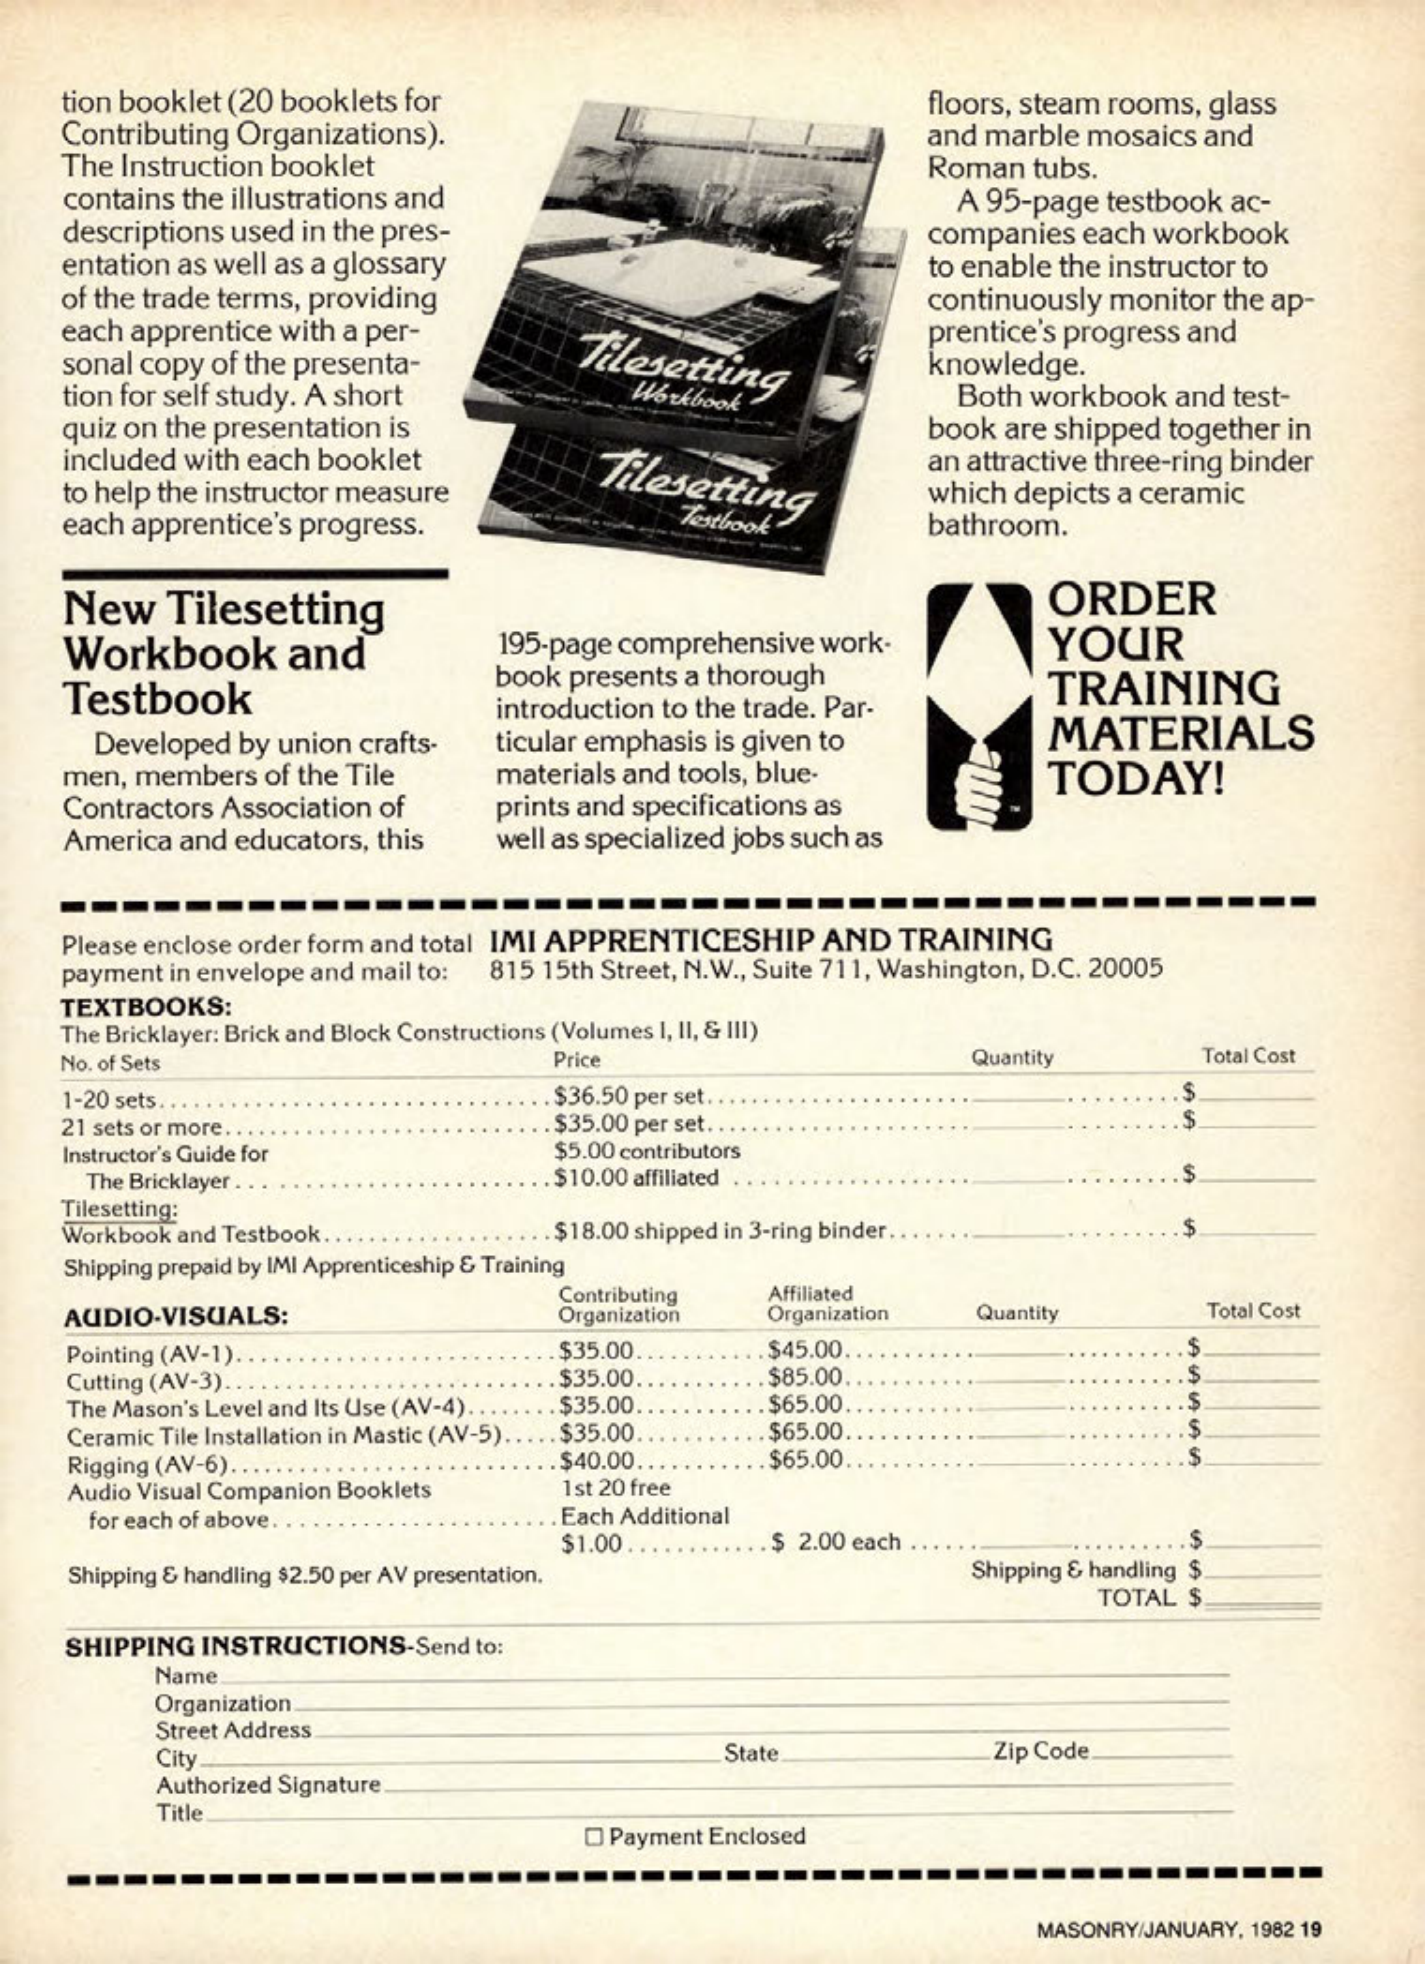 tion booklet (20 booklets for
Contributing Organizations).
The Instruction booklet
contains the illustrations and
descriptions used in the pres-
entation as well as a glossary
of the trade terms, providing
each apprentice with a per-
sonal copy of the presenta-
tion for self study. A short
quiz on the presentation is
included with each booklet
to help the instructor measure
each apprentice's progress.
New Tilesetting
Workbook and
Testbook
Developed by union crafts-
men, members of the Tile
Contractors Association of
America and educators, this
Tilesetting
Workbook
Tilesetting
Testbook
195-page comprehensive work-
book presents a thorough
introduction to the trade. Par-
ticular emphasis is given to
materials and tools, blue-
prints and specifications as
well as specialized jobs such as
floors, steam rooms, glass
and marble mosaics and
Roman tubs.
A 95-page testbook ac-
companies each workbook
to enable the instructor to
continuously monitor the ap-
prentice's progress and
knowledge.
Both workbook and test-
book are shipped together in
an attractive three-ring binder
which depicts a ceramic
bathroom.
ORDER
YOUR
TRAINING
MATERIALS
TODAY!
TM
Please enclose order form and total IMI APPRENTICESHIP AND TRAINING
payment in envelope and mail to: 815 15th Street, N.W., Suite 711, Washington, D.C. 20005
TEXTBOOKS:
The Bricklayer: Brick and Block Constructions (Volumes I, II, & III)
No. of Sets Price Quantity Total Cost
1-20 sets $36.50 per set $
21 sets or more $35.00 per set $
Instructor's Guide for $5.00 contributors
The Bricklayer $10.00 affiliated $
Tilesetting:
Workbook and Testbook $18.00 shipped in 3-ring binder $
Shipping prepaid by IMI Apprenticeship & Training
Contributing Affiliated
AUDIO-VISUALS: Organization Organization Quantity Total Cost
Pointing (AV-1) $35.00 $45.00 $
Cutting (AV-3) $35.00 $85.00 $
The Mason's Level and Its Use (AV-4) $35.00 $65.00 $
Ceramic Tile Installation in Mastic (AV-5) $35.00 $65.00 $
Rigging (AV-6) $40.00 $65.00 $
Audio Visual Companion Booklets 1st 20 free
for each of above Each Additional
$1.00 $ 2.00 each $
Shipping & handling $2.50 per AV presentation. Shipping & handling $
TOTAL $
SHIPPING INSTRUCTIONS-Send to:
Name
Organization
Street Address
City State Zip Code
Authorized Signature
Title
Payment Enclosed
MASONRY/JANUARY, 1982 19